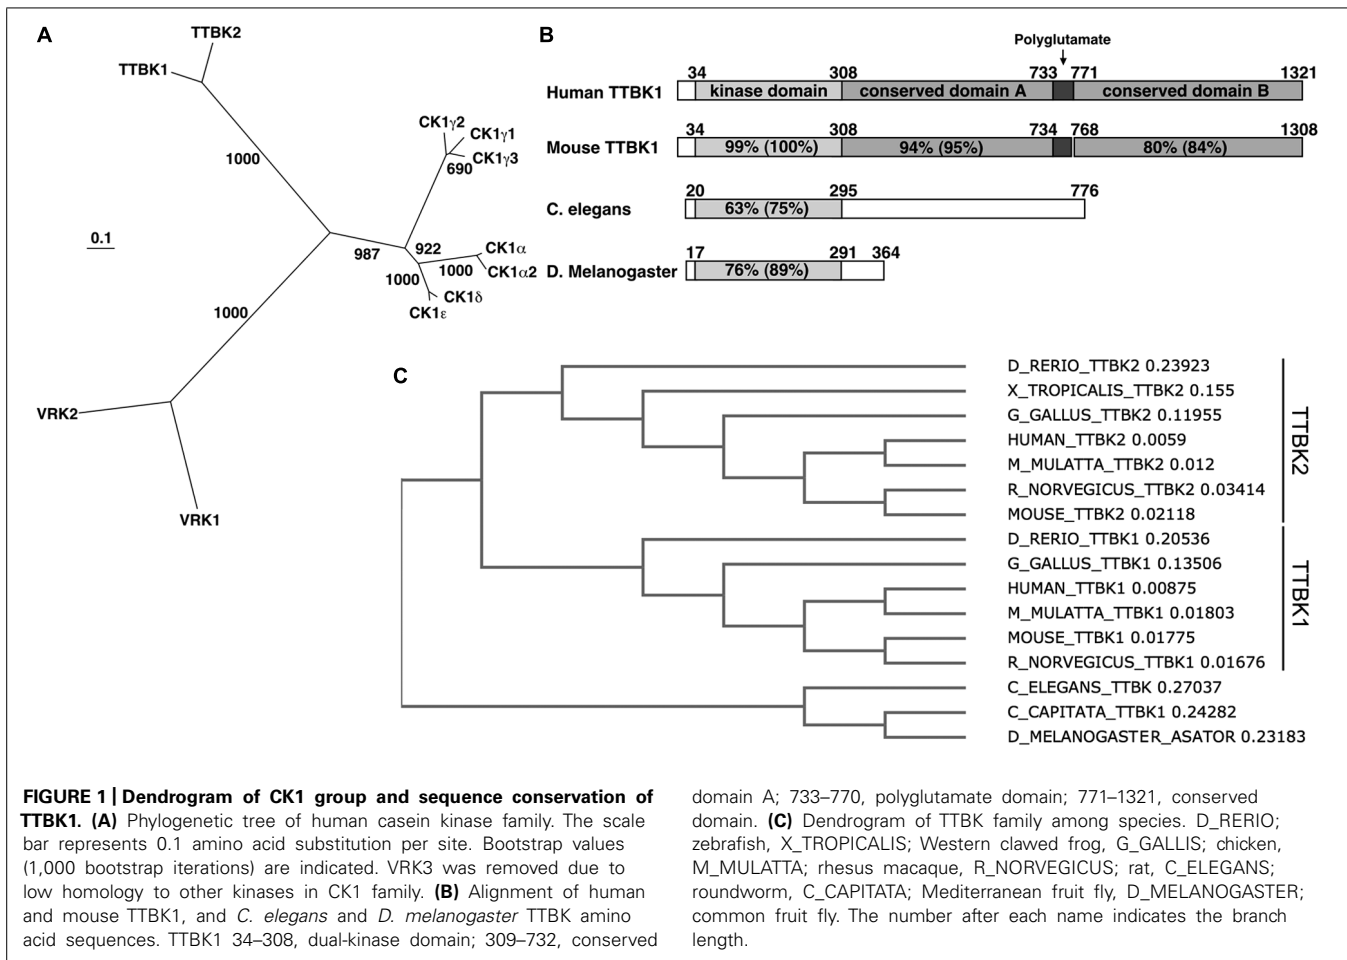 A
TTBK2
TTBK1
1000
CK1γ2
CK1γ1
CK1γ3
690
0.1
987
922
1000
1000
CK1α
CK1α2
CK1δ
CK1ε
1000
VRK2
VRK1
B
Polyglutamate
34 308 733 771 1321
Human TTBK1 kinase domain conserved domain A conserved domain B
34 308 734 768 1308
Mouse TTBK1 99% (100%) 94% (95%) 80% (84%)
20 295 776
C. elegans 63% (75%)
17 291 364
D. Melanogaster 76% (89%)
C
D_RERIO_TTBK2 0.23923
X_TROPICALIS_TTBK2 0.155
G_GALLUS_TTBK2 0.11955
HUMAN_TTBK2 0.0059
M_MULATTA_TTBK2 0.012
R_NORVEGICUS_TTBK2 0.03414
MOUSE_TTBK2 0.02118
TTBK2
D_RERIO_TTBK1 0.20536
G_GALLUS_TTBK1 0.13506
HUMAN_TTBK1 0.00875
M_MULATTA_TTBK1 0.01803
MOUSE_TTBK1 0.01775
R_NORVEGICUS_TTBK1 0.01676
TTBK1
C_ELEGANS_TTBK 0.27037
C_CAPITATA_TTBK1 0.24282
D_MELANOGASTER_ASATOR 0.23183
FIGURE 1 | Dendrogram of CK1 group and sequence conservation of
TTBK1. (A) Phylogenetic tree of human casein kinase family. The scale
bar represents 0.1 amino acid substitution per site. Bootstrap values
(1,000 bootstrap iterations) are indicated. VRK3 was removed due to
low homology to other kinases in CK1 family. (B) Alignment of human
and mouse TTBK1, and C. elegans and D. melanogaster TTBK amino
acid sequences. TTBK1 34–308, dual-kinase domain; 309–732, conserved
domain A; 733–770, polyglutamate domain; 771–1321, conserved
domain. (C) Dendrogram of TTBK family among species. D_RERIO;
zebrafish, X_TROPICALIS; Western clawed frog, G_GALLIS; chicken,
M_MULATTA; rhesus macaque, R_NORVEGICUS; rat, C_ELEGANS;
roundworm, C_CAPITATA; Mediterranean fruit fly, D_MELANOGASTER;
common fruit fly. The number after each name indicates the branch
length.